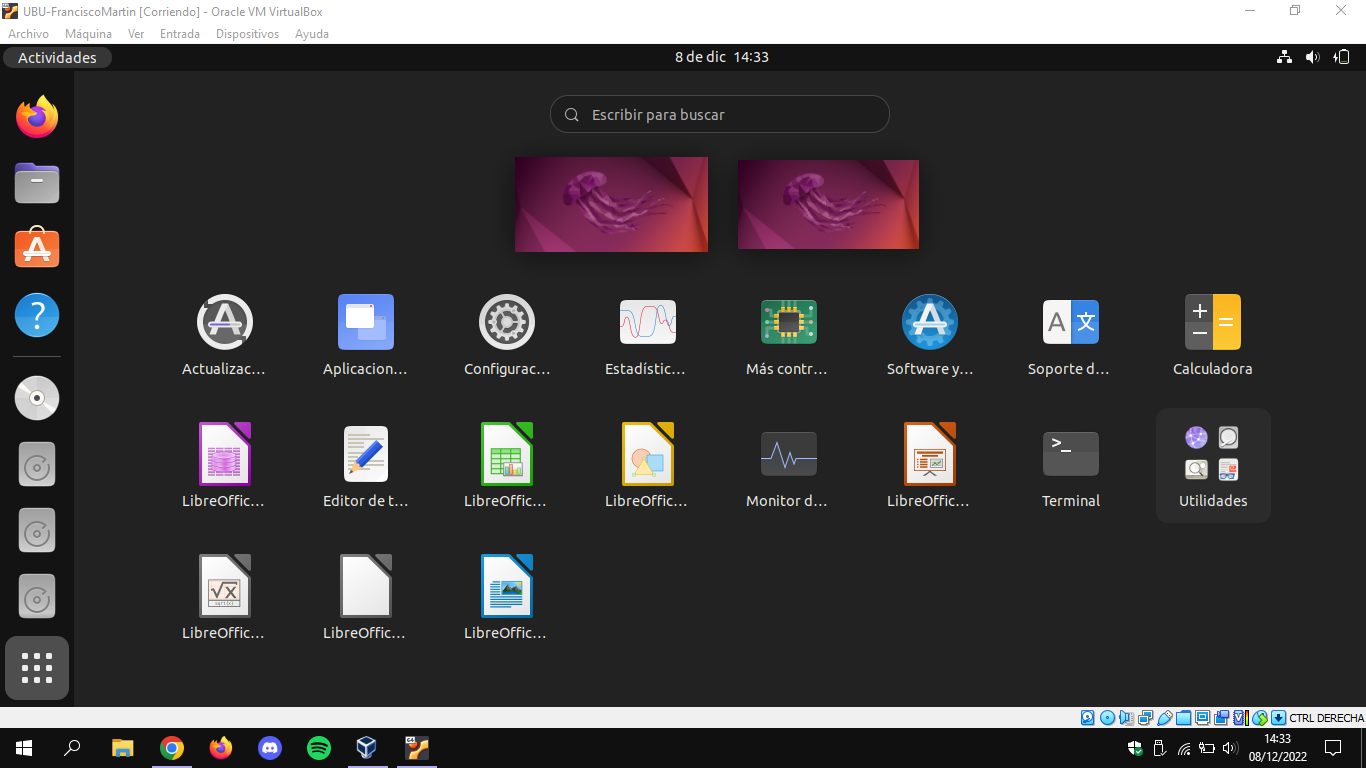 UBU-FranciscoMartin [Corriendo] - Oracle VM VirtualBox
Archivo Máquina Ver Entrada Dispositivos Ayuda
Actividades 8 de dic 14:33
Escribir para buscar
Actualizac... Aplicacion... Configurac... Estadístic... Más contr... Software y... Soporte d... Calculadora
LibreOffic... Editor de t... LibreOffic... LibreOffic... Monitor d... LibreOffic... Terminal Utilidades
LibreOffic... LibreOffic... LibreOffic...
CTRL DERECHA
14:33
08/12/2022